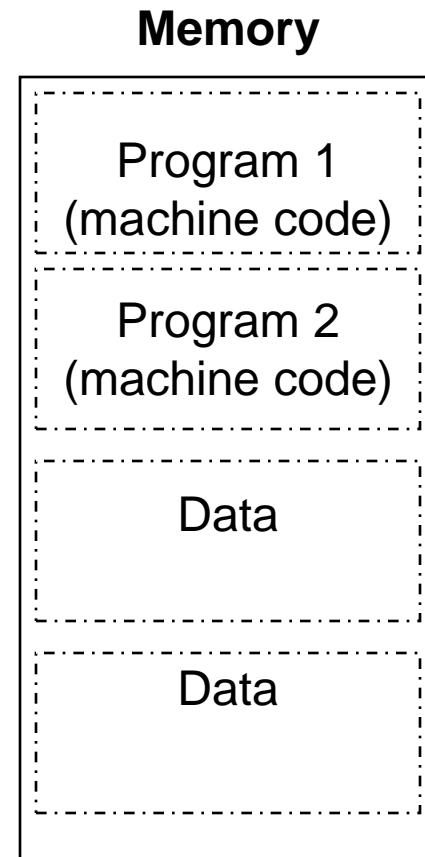 Memory
Program 1
(machine code)
Program 2
(machine code)
Data
Data